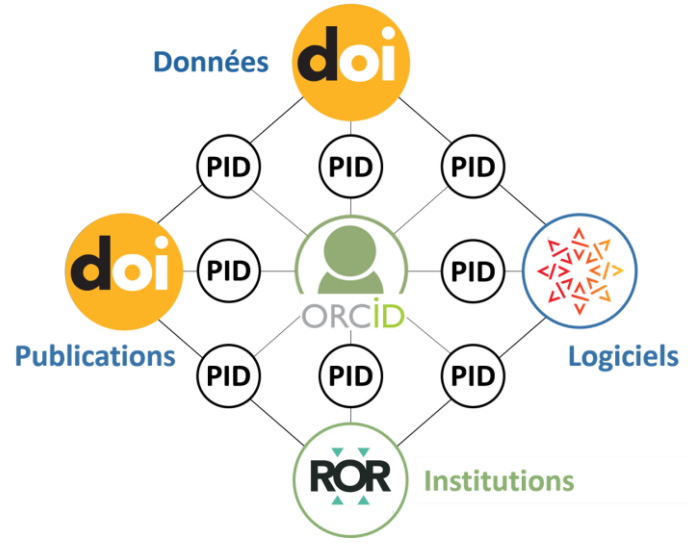 Données
doi
PID PID PID
doi PID PID
ORCiD
Publications
Logiciels
PID PID PID
ROR
Institutions